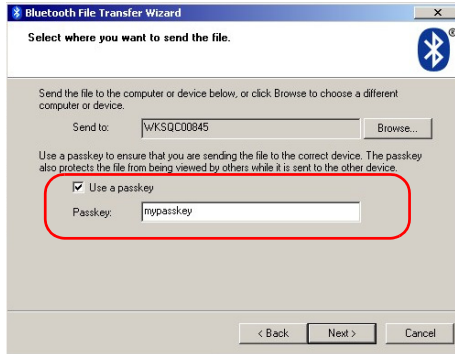 Bluetooth File Transfer Wizard
Select where you want to send the file.
Send the file to the computer or device below, or click Browse to choose a different
computer or device.
Send to: WKSQC00845 Browse...
Use a passkey to ensure that you are sending the file to the correct device. The passkey
also protects the file from being viewed by others while it is sent to the other device.
Use a passkey
Passkey: mypasskey
< Back Next > Cancel